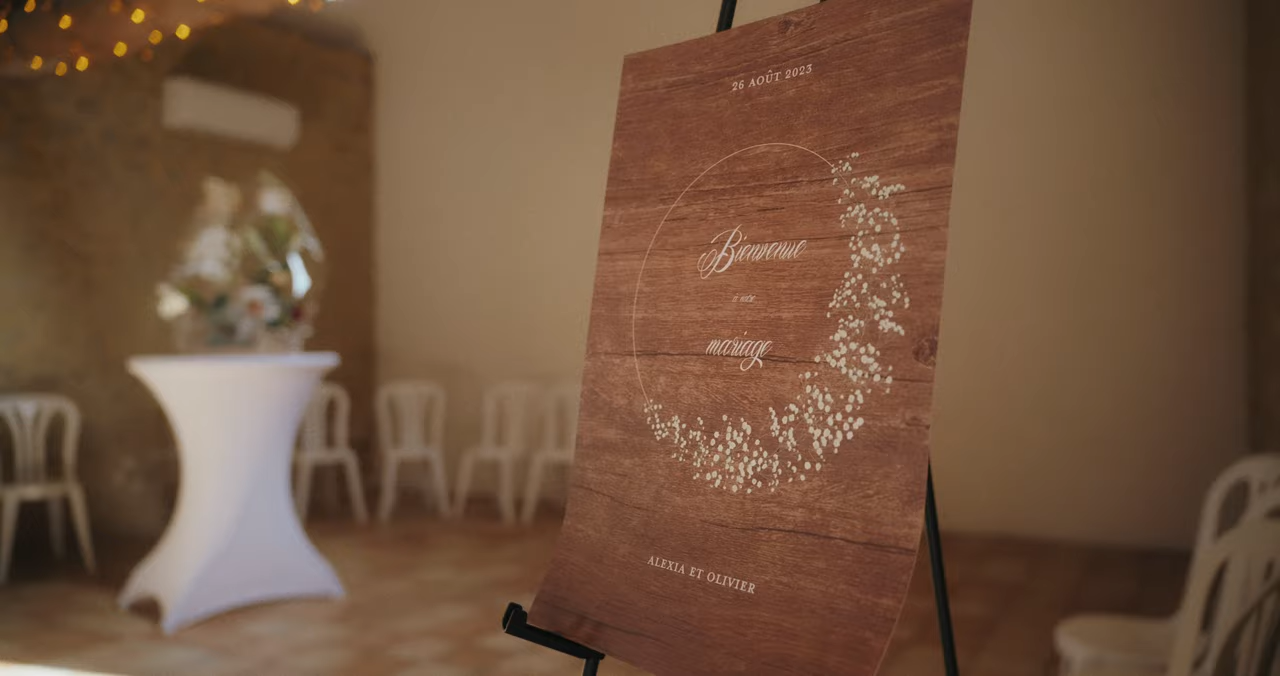 26 AOÛT 2023
Bienvenue
à notre
mariage
ALEXIA ET OLIVIER